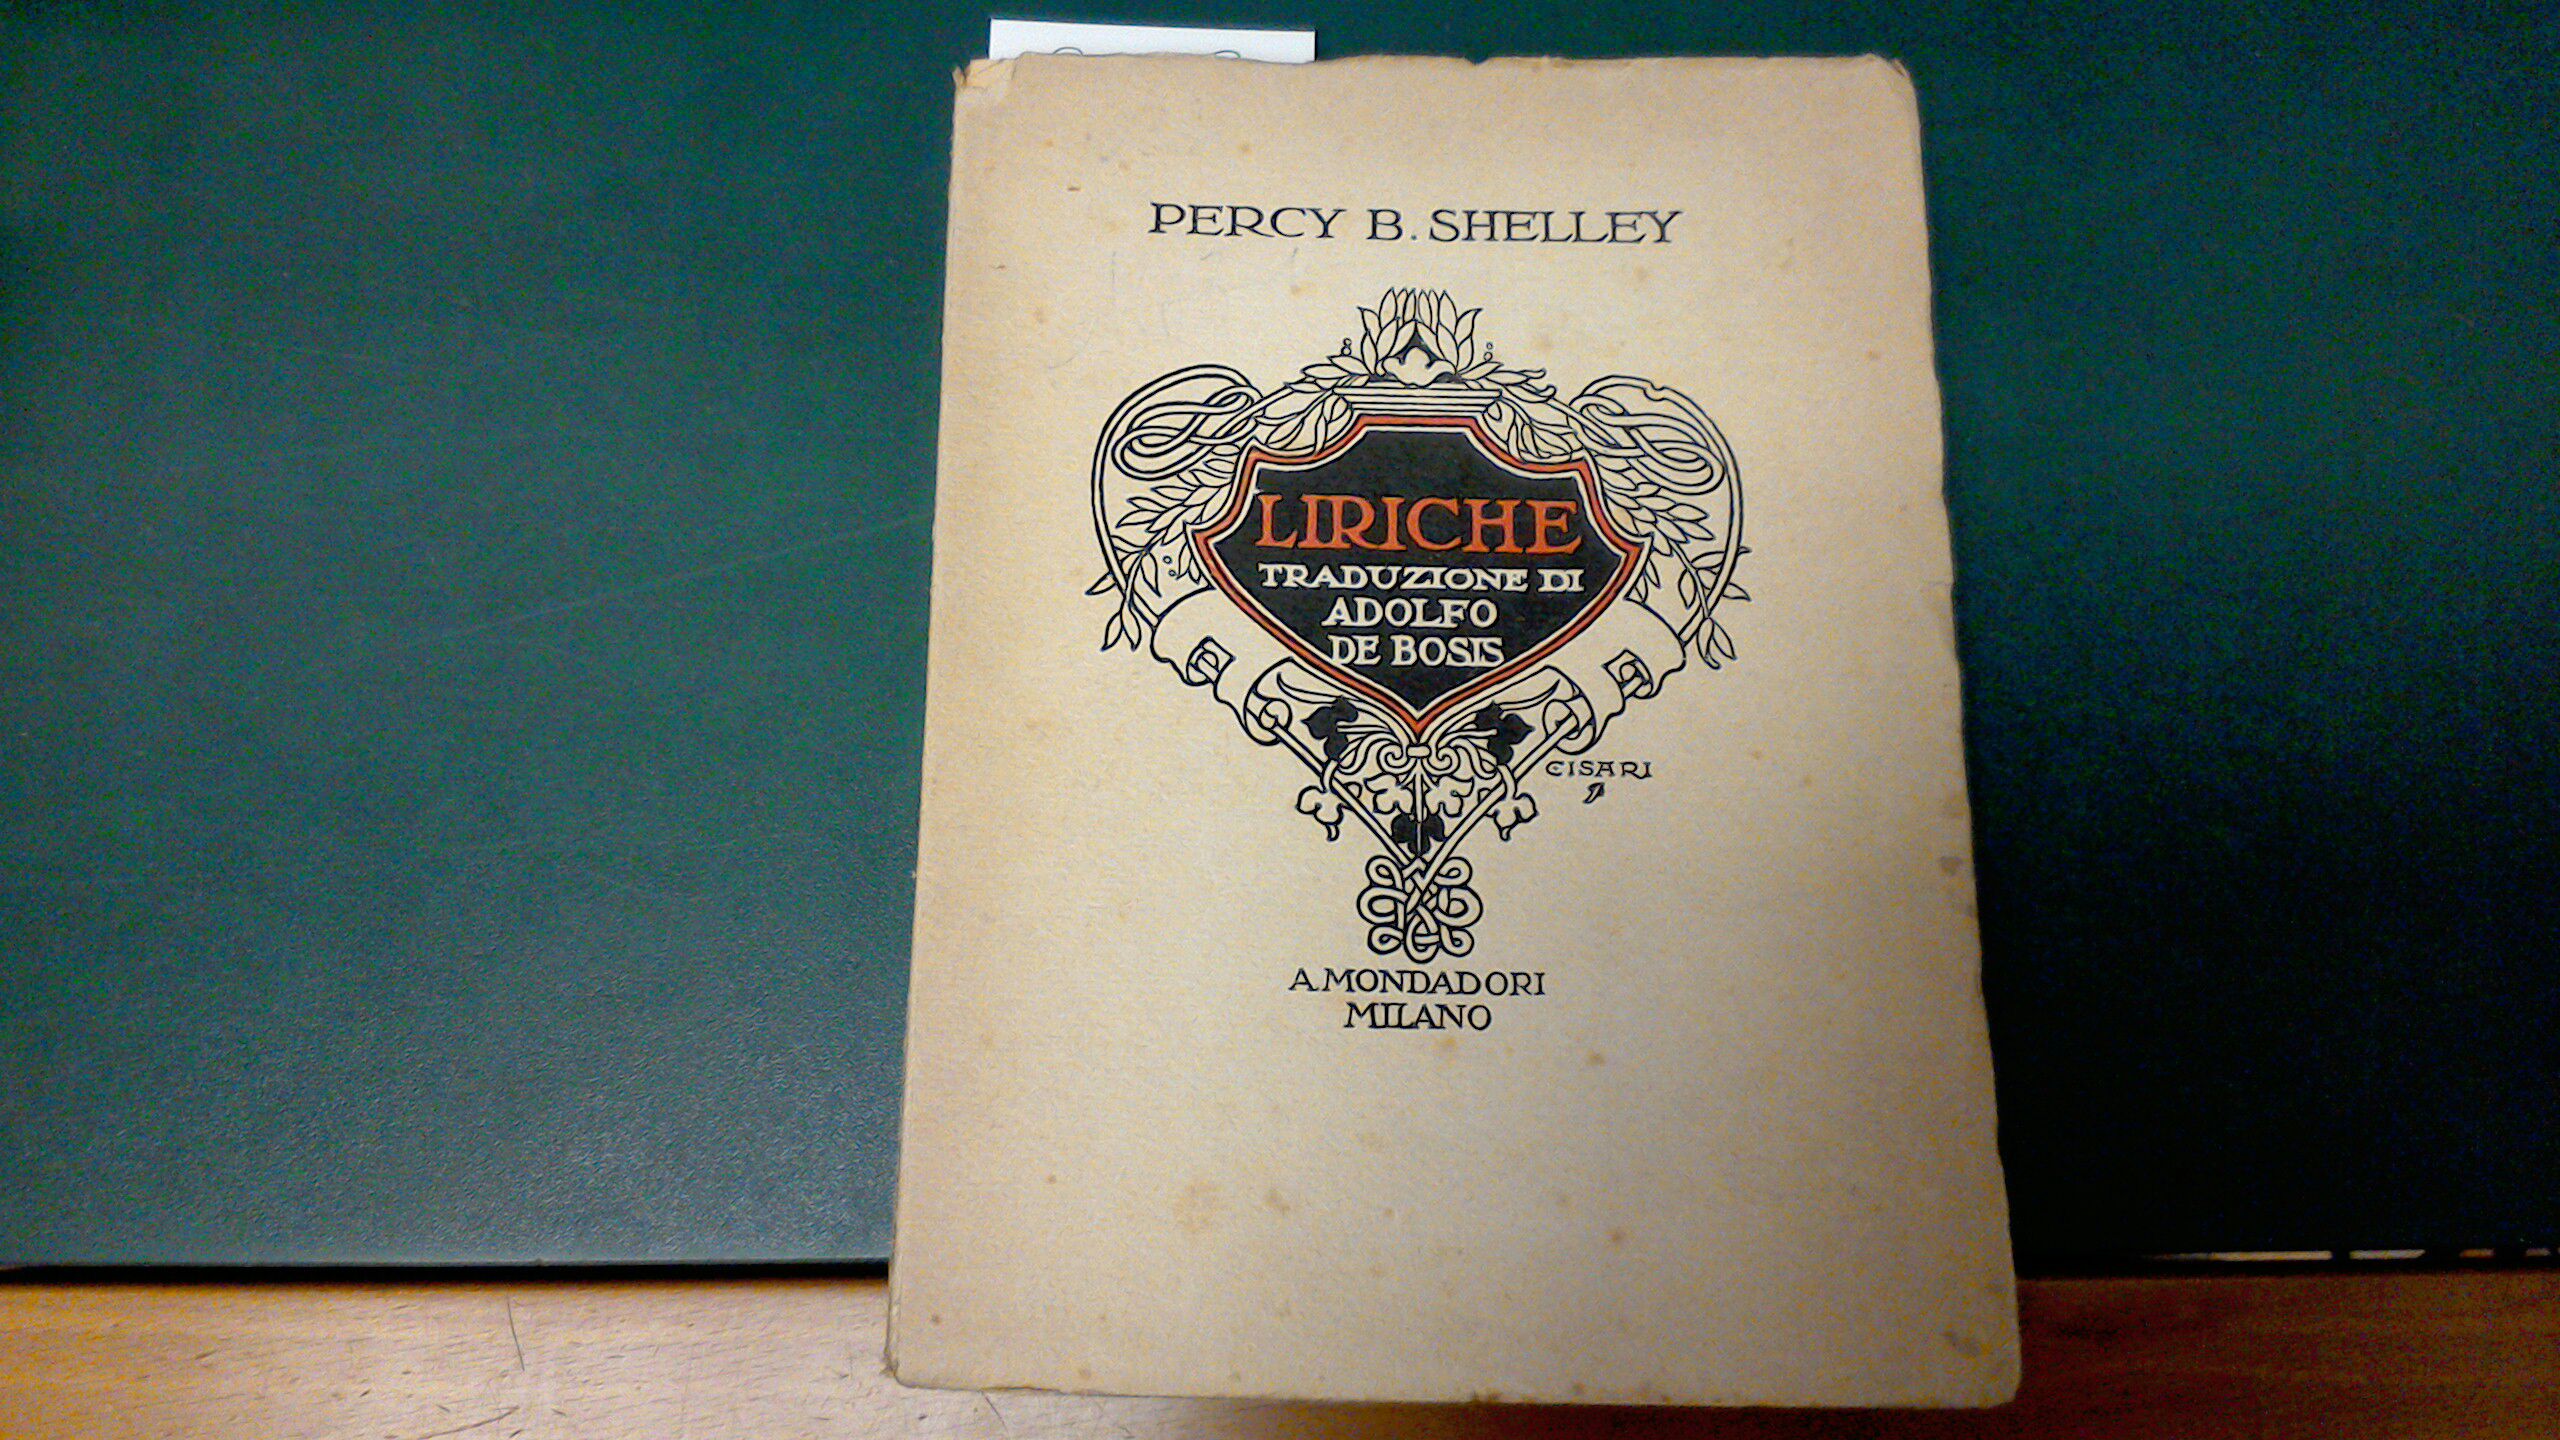 PERCY B. SHELLEY
LIRICHE
TRADUZIONE DI
ADOLFO
DE BOSIS
CISARI
A. MONDADORI
MILANO